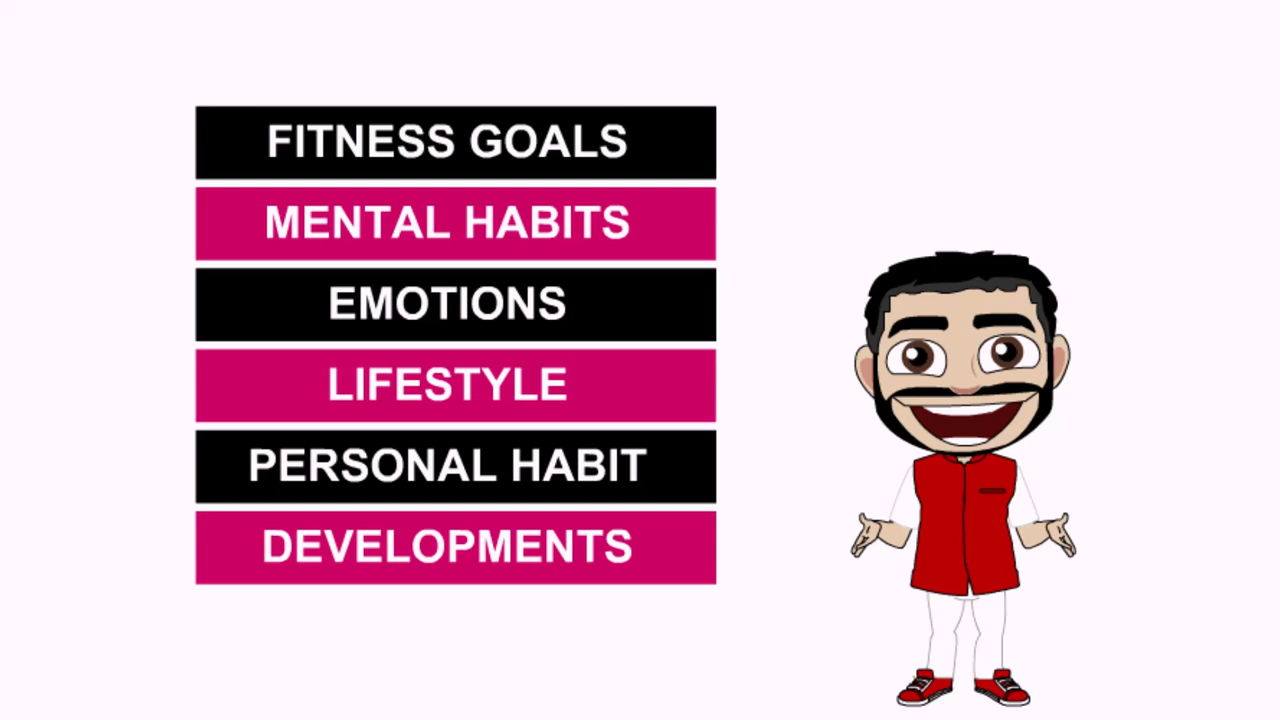 FITNESS GOALS
MENTAL HABITS
EMOTIONS
LIFESTYLE
PERSONAL HABIT
DEVELOPMENTS